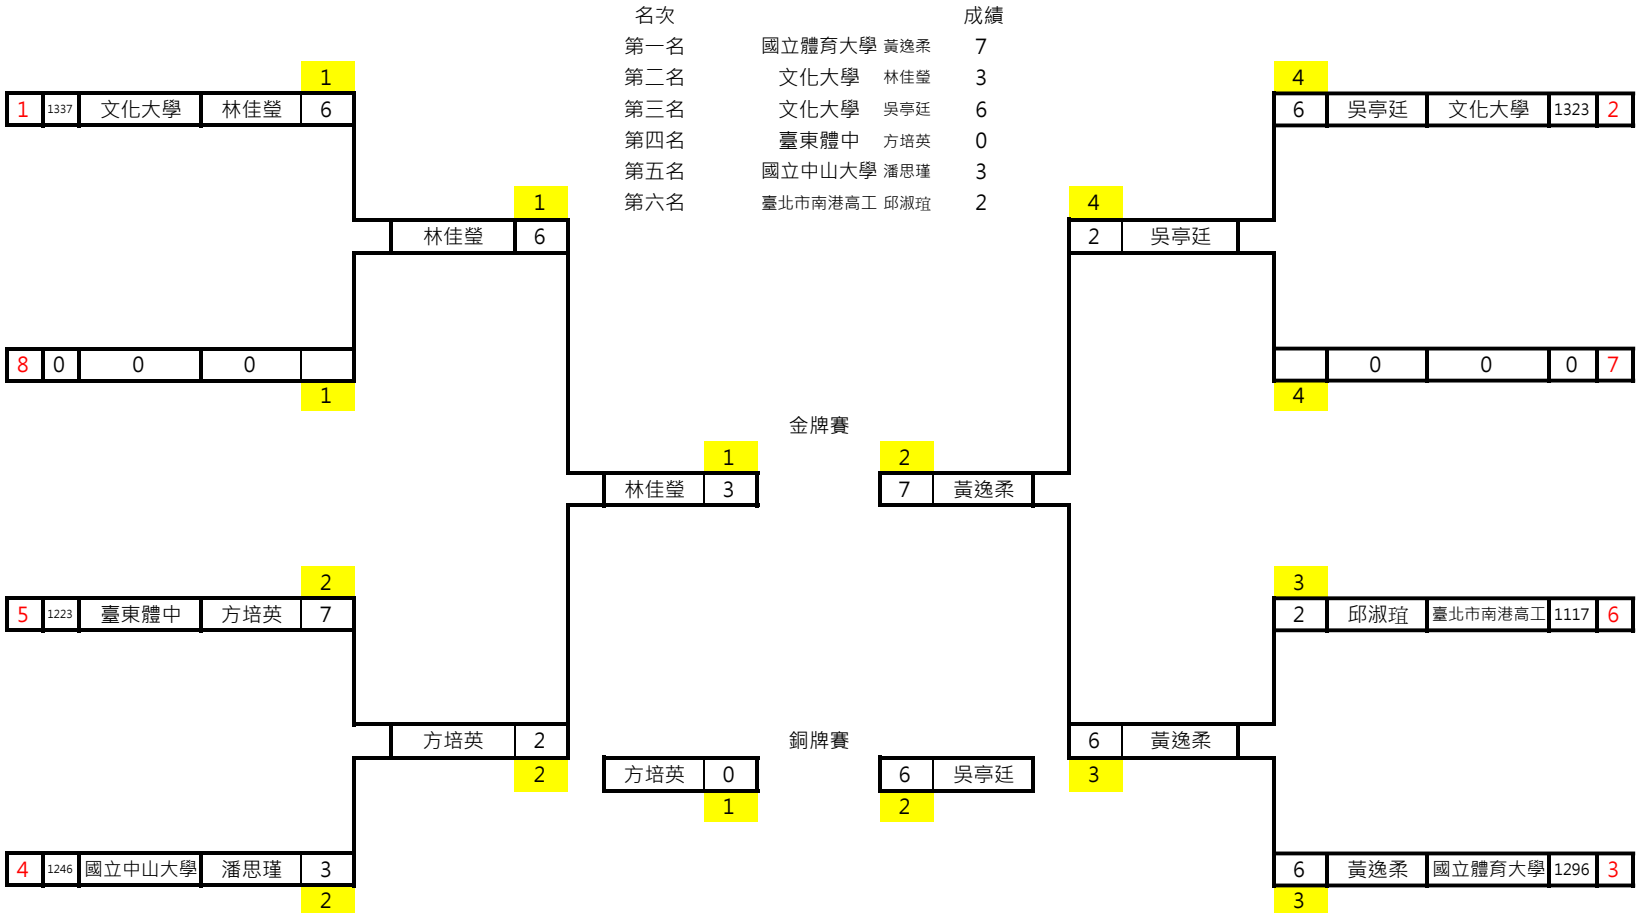 名次 成績
第一名 國立體育大學 黃逸柔 7
1 第二名 文化大學 林佳瑩 3 4
1 1337 文化大學 林佳瑩 6 第三名 文化大學 吳亭廷 6 6 吳亭廷 文化大學 1323 2
第四名 臺東體中 方培英 0
第五名 國立中山大學 潘思瑾 3
1 第六名 臺北市南港高工 邱淑瑄 2 4
林佳瑩 6 2 吳亭廷
8 0 0 0 0 0 0 7
1 4
金牌賽
1 2
林佳瑩 3 7 黃逸柔
2 3
5 1223 臺東體中 方培英 7 2 邱淑瑄 臺北市南港高工 1117 6
方培英 2 銅牌賽 6 黃逸柔
2 方培英 0 6 吳亭廷 3
1 2
4 1246 國立中山大學 潘思瑾 3 6 黃逸柔 國立體育大學 1296 3
2 3